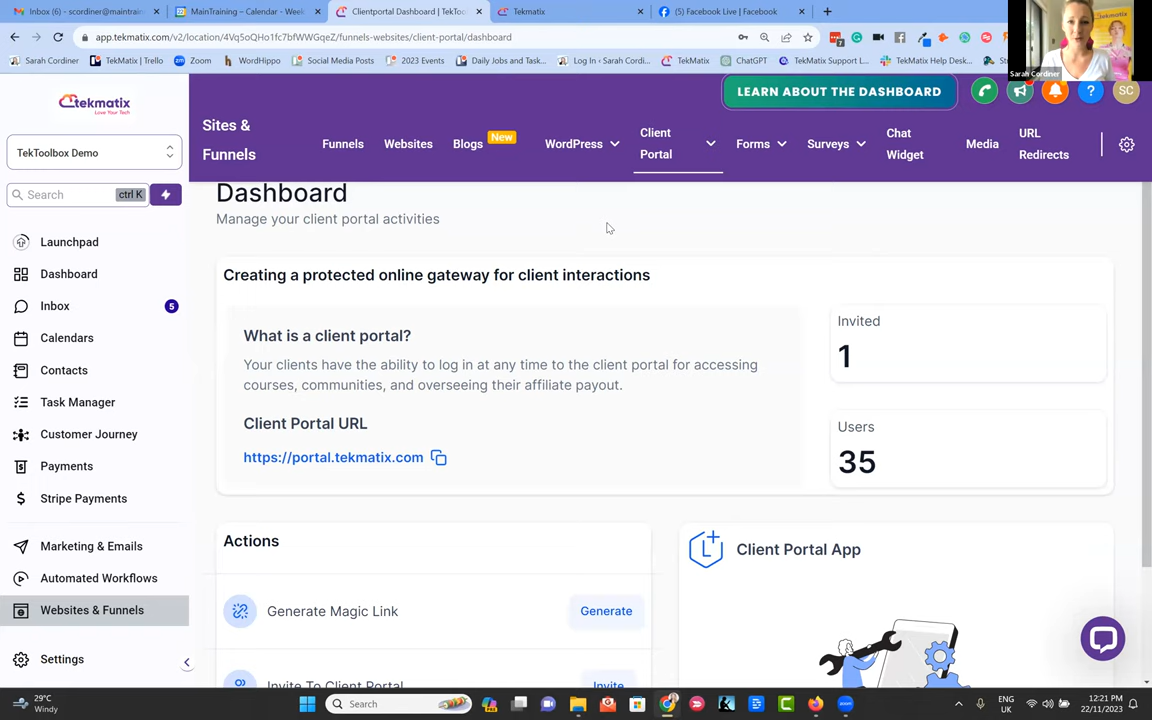 Inbox (6) - scordiner@maintrain
MainTraining – Calendar - Week
Clientportal Dashboard | TekToo
Tekmatix
(5) Facebook Live | Facebook
app.tekmatix.com/v2/location/4Vq5oQHo1fc7bfWWGqeZ/funnels-websites/client-portal/dashboard
Sarah Cordiner
TekMatix | Trello
Zoom
WordHippo
Social Media Posts
2023 Events
Daily Jobs and Task...
Log In ‹ Sarah Cordi...
TekMatix
ChatGPT
TekMatix Support L...
TekMatix Help Desk...
Sarah Cordiner
tekmatix
Love Your Tech
TekToolbox Demo
Search
ctrl K
Launchpad
Dashboard
Inbox
5
Calendars
Contacts
Task Manager
Customer Journey
Payments
Stripe Payments
Marketing & Emails
Automated Workflows
Websites & Funnels
Settings
LEARN ABOUT THE DASHBOARD
SC
Sites &
Funnels
Funnels
Websites
Blogs
New
WordPress
Client
Portal
Forms
Surveys
Chat
Widget
Media
URL
Redirects
Dashboard
Manage your client portal activities
Creating a protected online gateway for client interactions
What is a client portal?
Your clients have the ability to log in at any time to the client portal for accessing
courses, communities, and overseeing their affiliate payout.
Client Portal URL
https://portal.tekmatix.com
Invited
1
Users
35
Actions
Generate Magic Link
Generate
Invite To Client Portal
Invite
Client Portal App
29°C
Windy
Search
ENG
UK
12:21 PM
22/11/2023